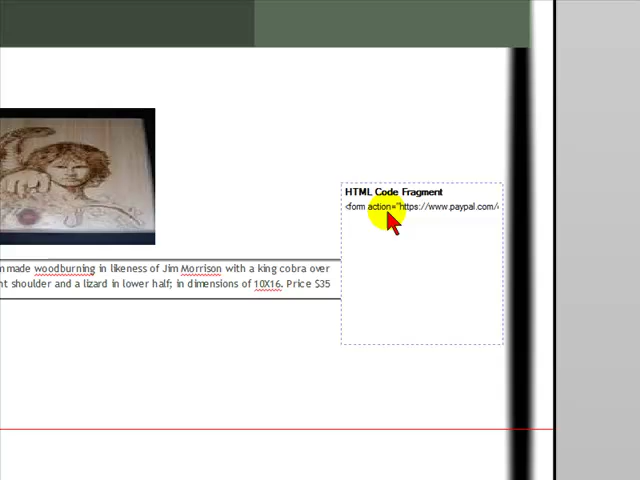 HTML Code Fragment
<form action="https://www.paypal.com/
made woodburning in likeness of Jim Morrison with a king cobra over
shoulder and a lizard in lower half; in dimensions of 10X16. Price $35